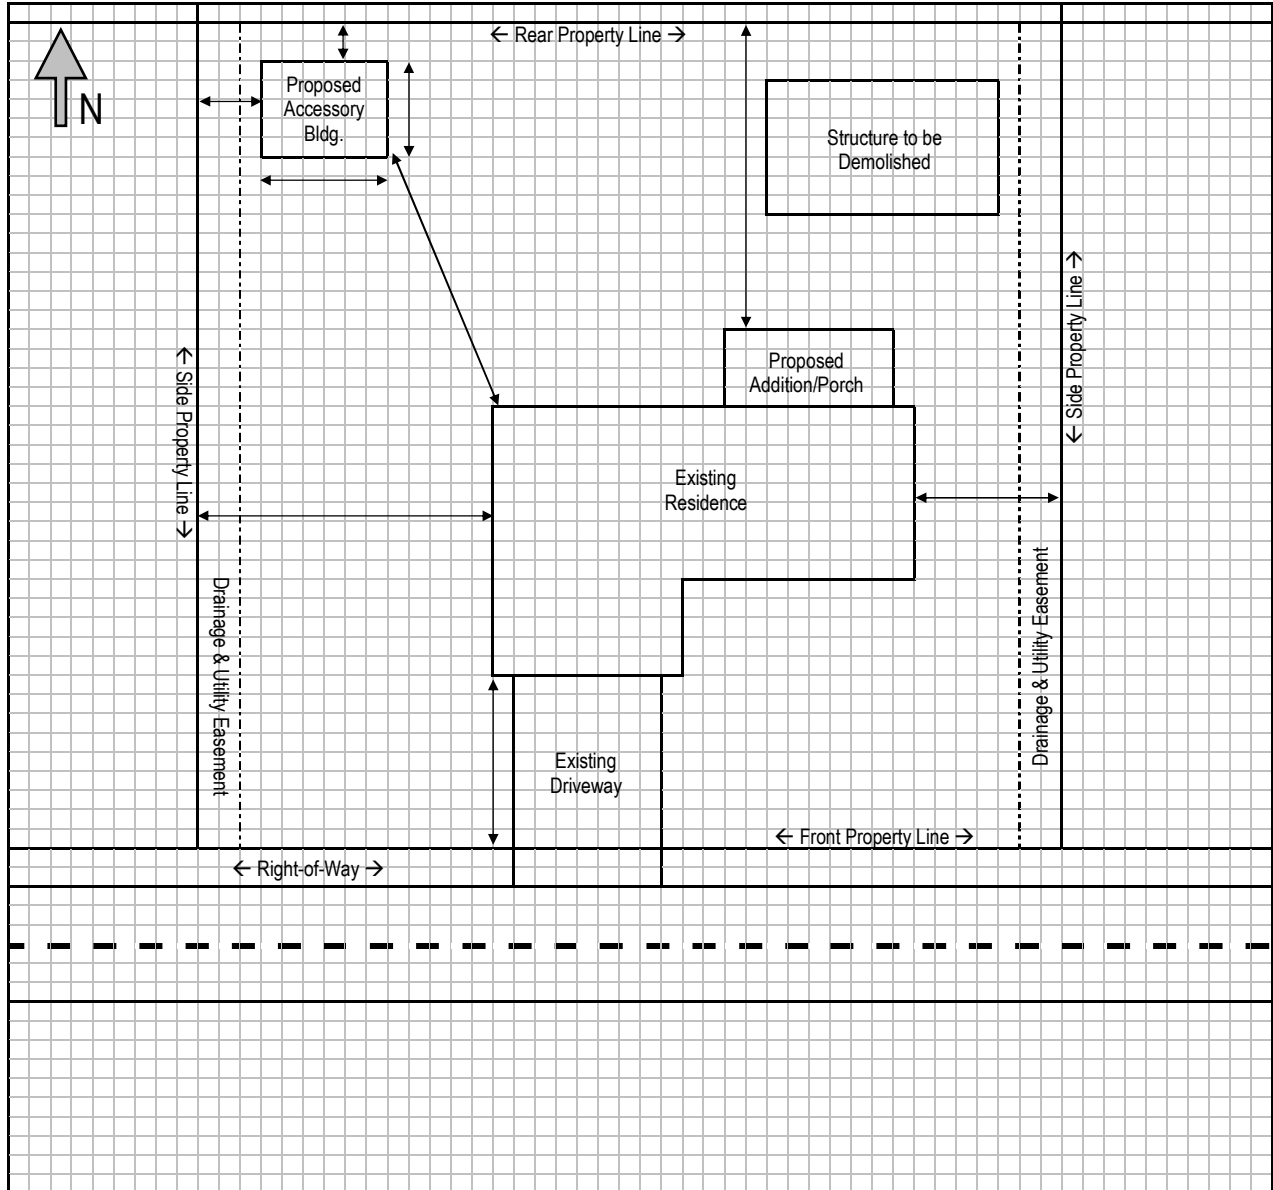 ← Rear Property Line →
N
Proposed
Accessory
Bldg.
Structure to be
Demolished
← Side Property Line →
← Side Property Line →
Proposed
Addition/Porch
Existing
Residence
Drainage & Utility Easement
Drainage & Utility Easement
Existing
Driveway
← Front Property Line →
← Right-of-Way →